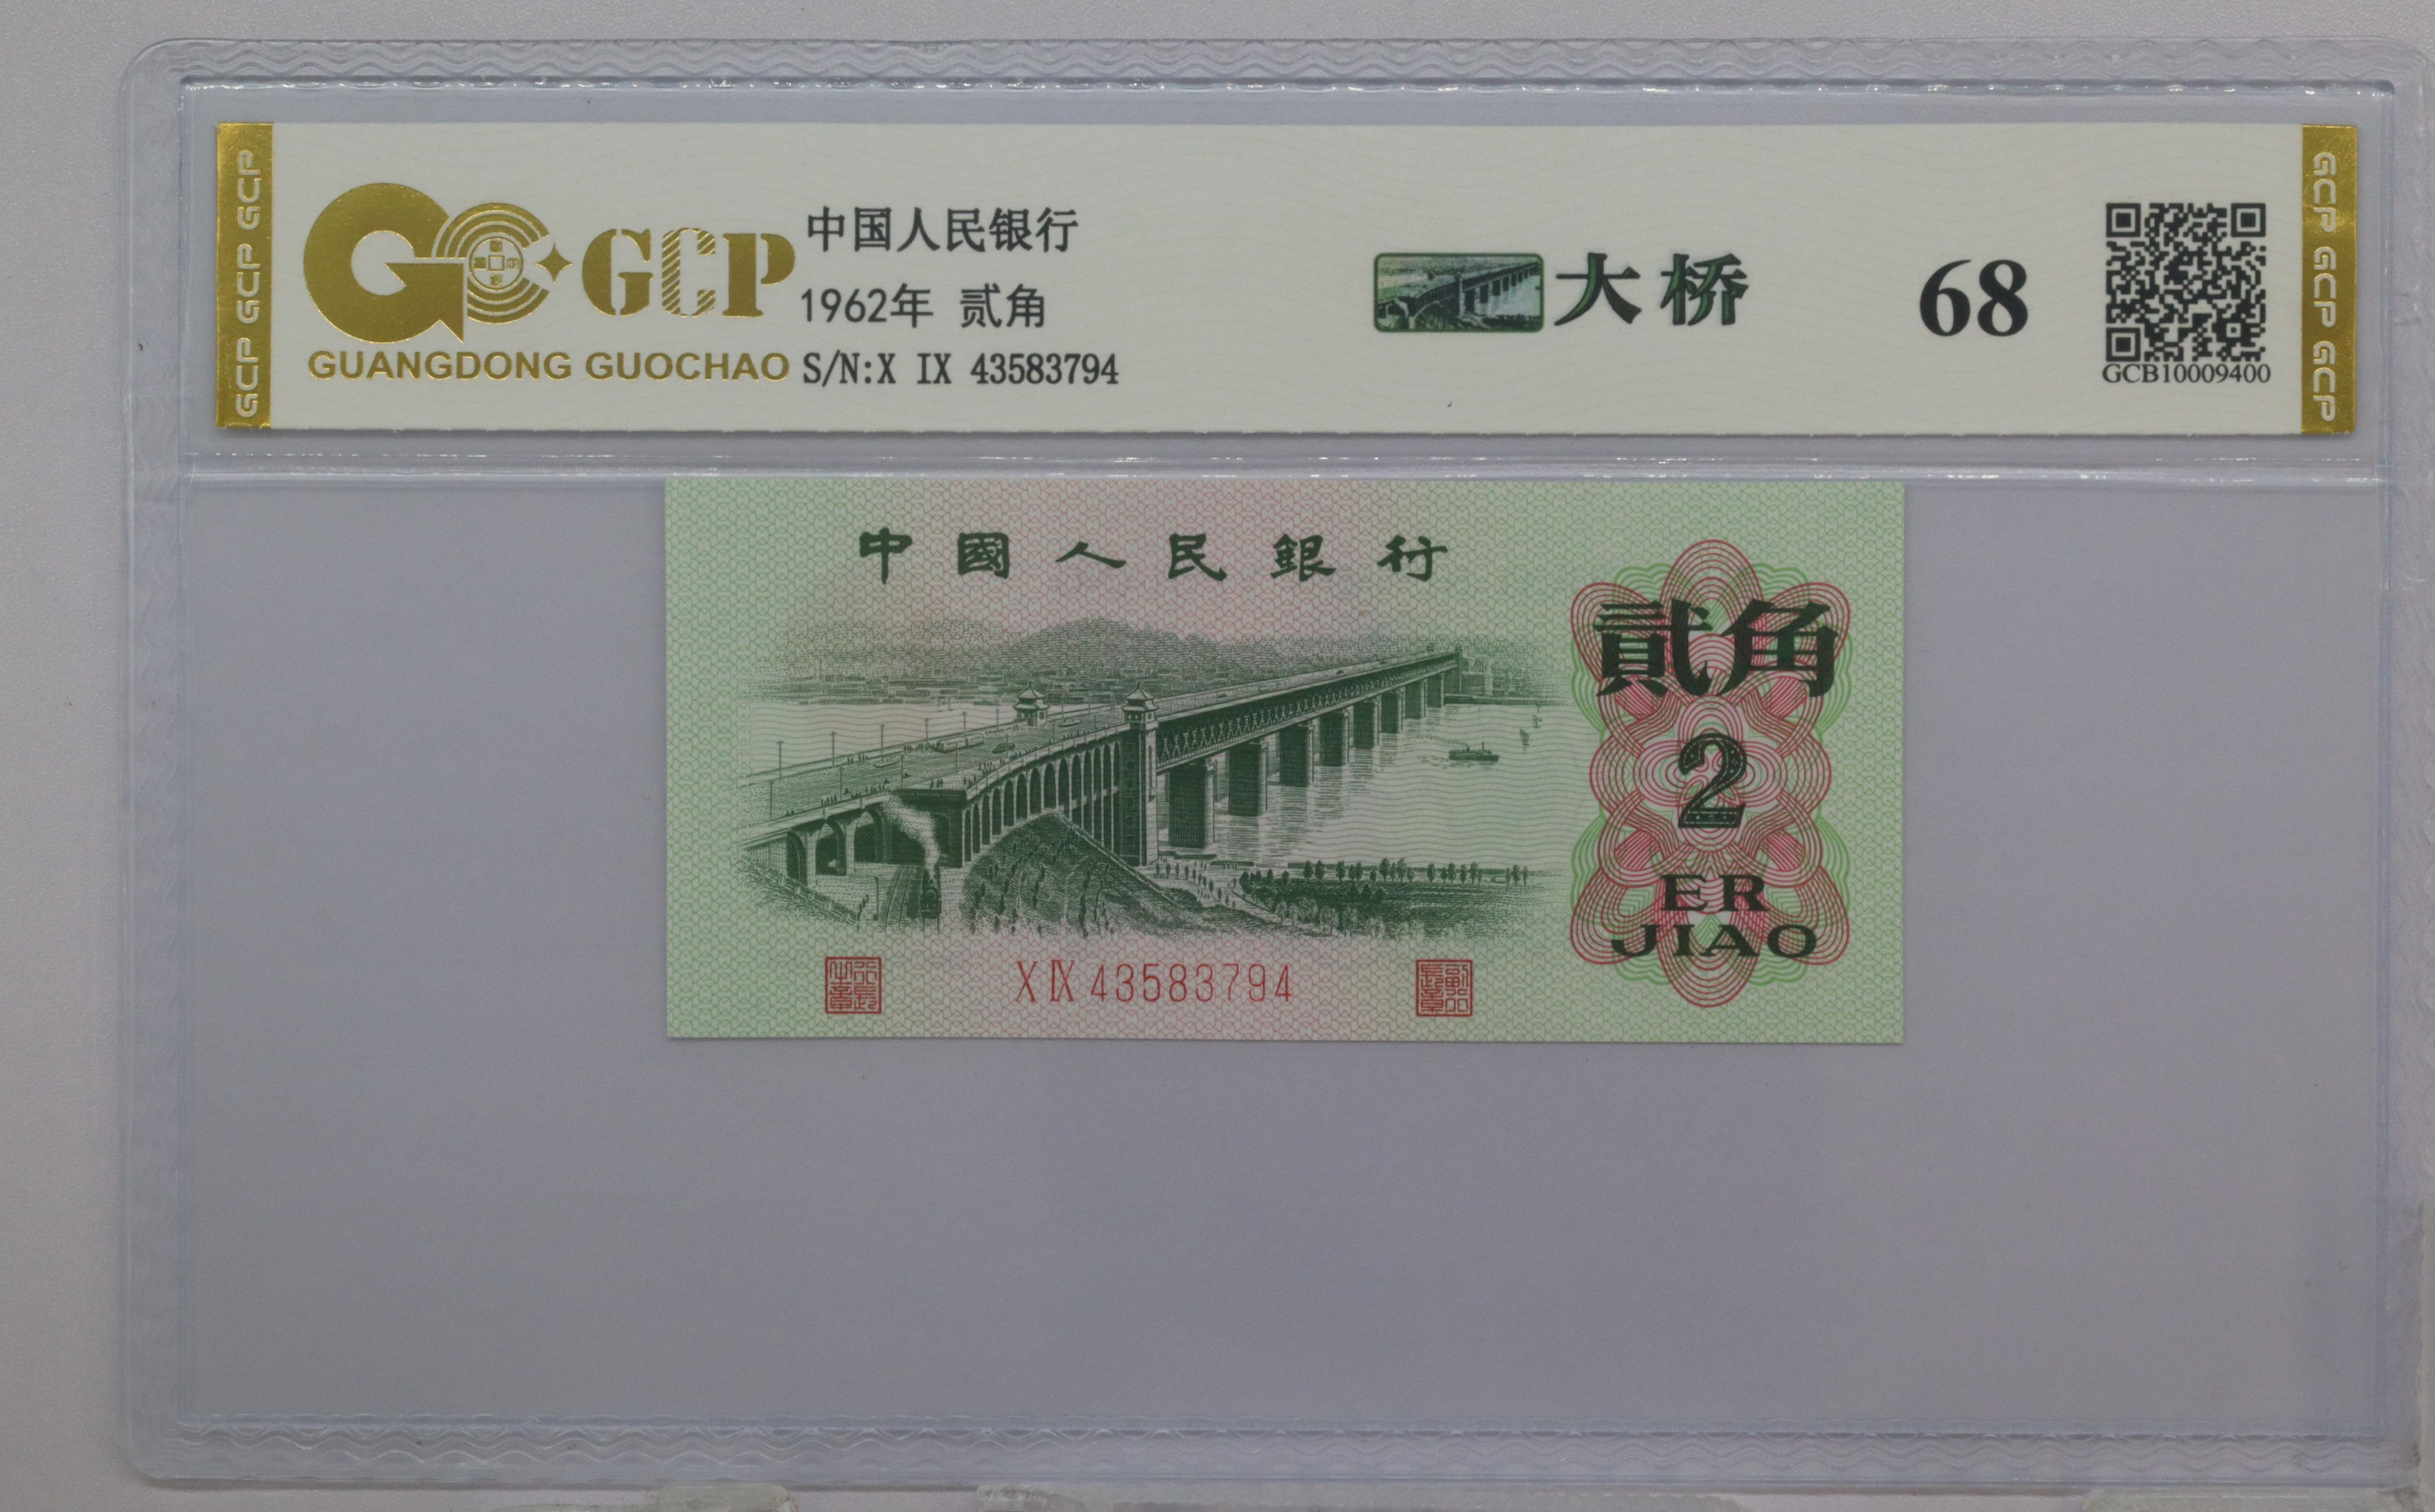 GCP GCP GCP
GCP
GUANGDONG GUOCHAO
中国人民银行
1962年 贰角
S/N:X IX 43583794
大桥
68
GCB10009400
GCP GCP GCP
中國人民銀行
貳角
2
ER
JIAO
X IX 43583794